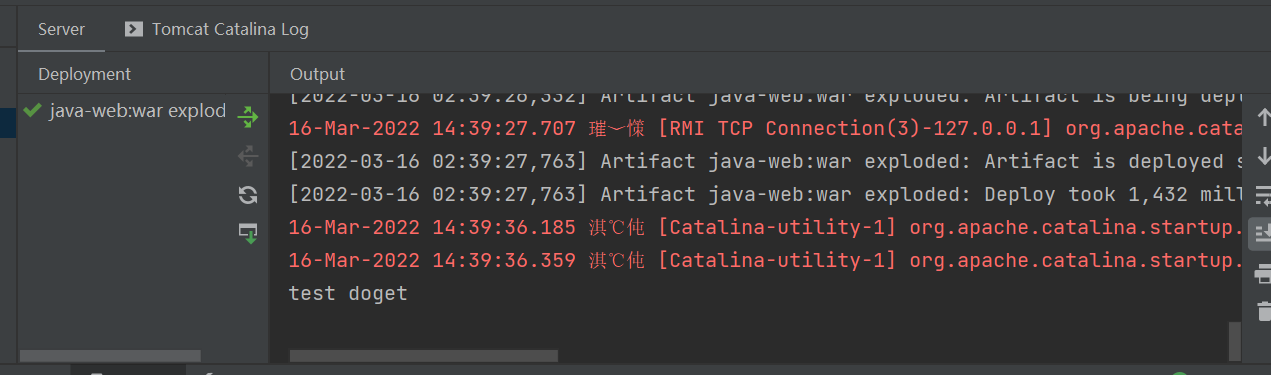 Server
Tomcat Catalina Log
Deployment
Output
java-web:war explod
[2022-03-16 02:39:26,332] Artifact java-web:war exploded: Artifact is being depl
16-Mar-2022 14:39:27.707 璀﹀憡 [RMI TCP Connection(3)-127.0.0.1] org.apache.cata
[2022-03-16 02:39:27,763] Artifact java-web:war exploded: Artifact is deployed s
[2022-03-16 02:39:27,763] Artifact java-web:war exploded: Deploy took 1,432 mill
16-Mar-2022 14:39:36.185 淇℃伅 [Catalina-utility-1] org.apache.catalina.startup.
16-Mar-2022 14:39:36.359 淇℃伅 [Catalina-utility-1] org.apache.catalina.startup.
test doget